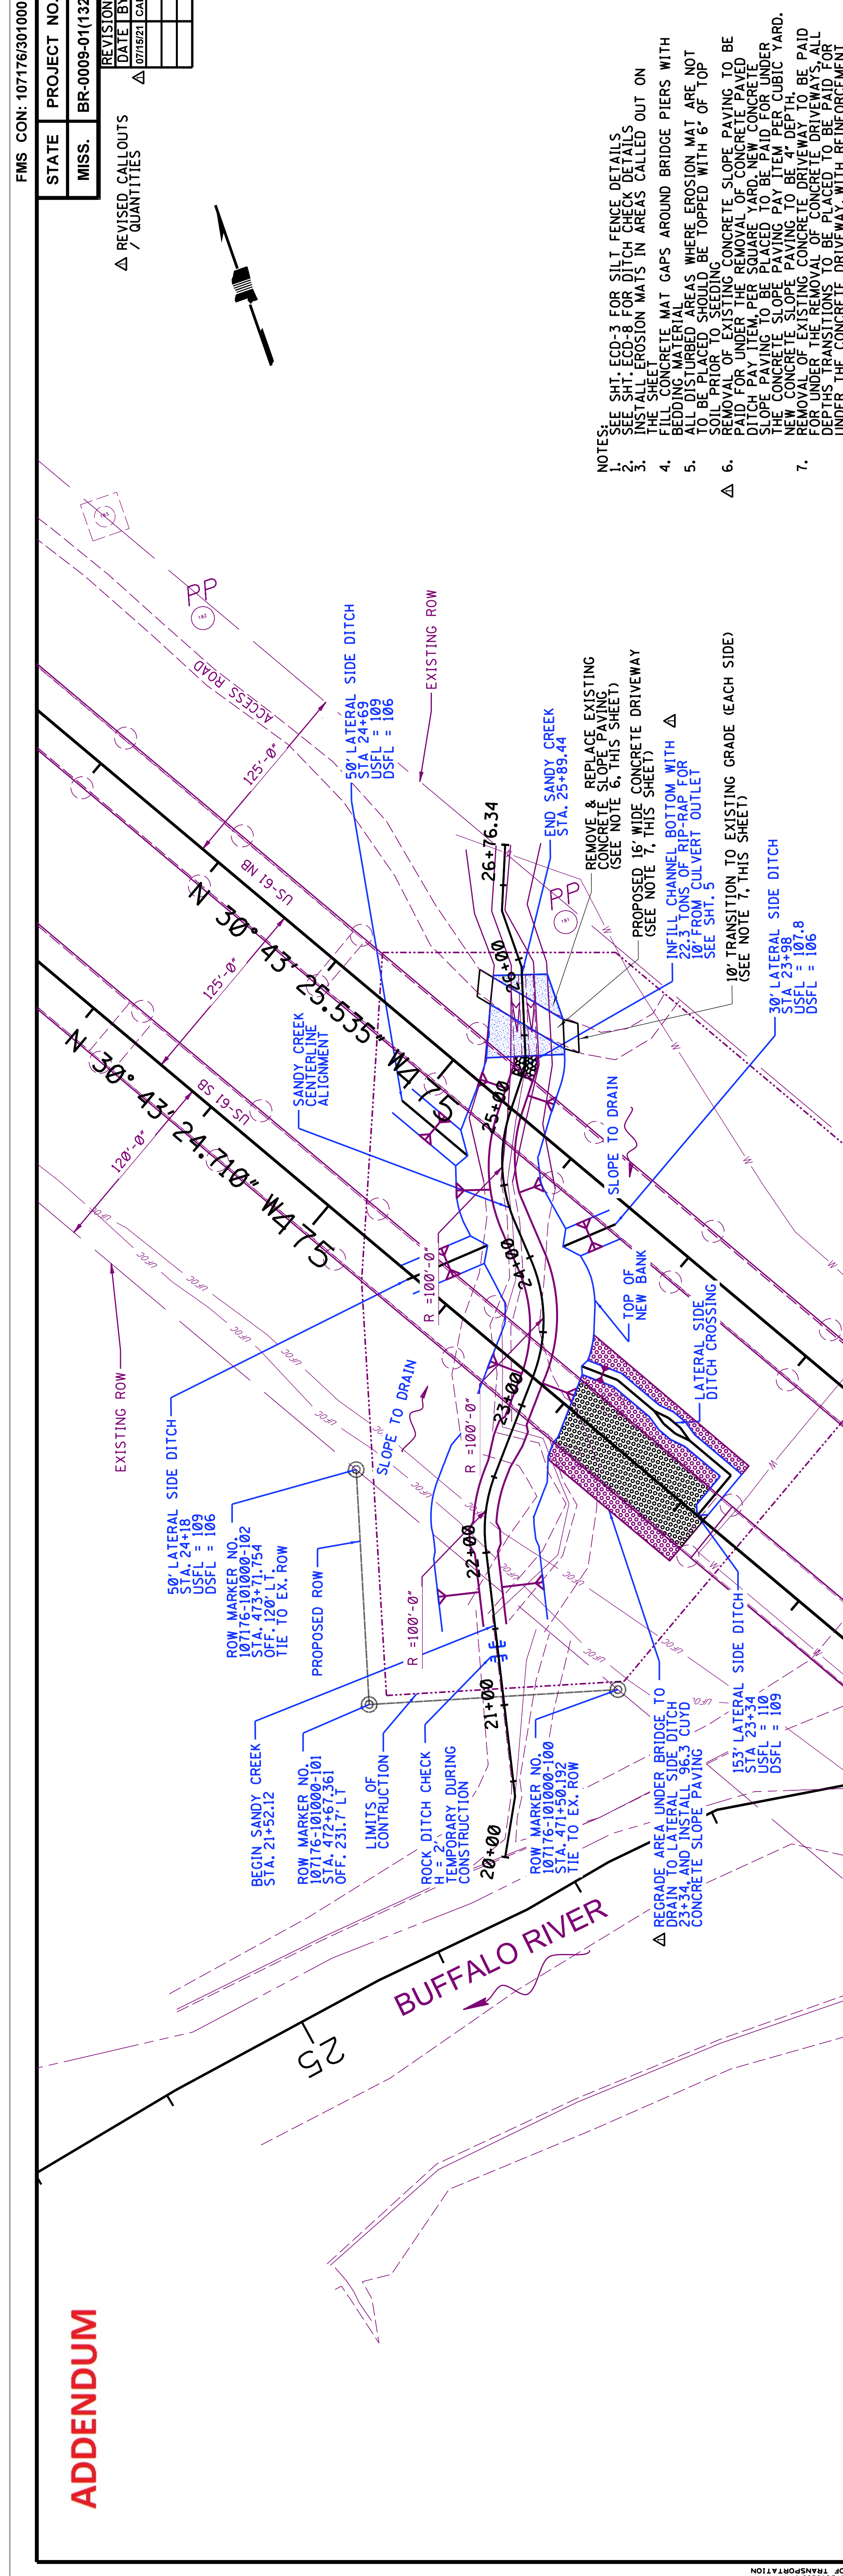 FMS CON: 107176/301000
STATE
PROJECT NO.
MISS.
BR-0009-01(132
REVISION
DATE
BY
07/15/21
REVISED CALLOUTS
/ QUANTITIES
ADDENDUM
NOTES:
1. SEE SHT. ECD-3 FOR SILT FENCE DETAILS
2. SEE SHT. ECD-8 FOR DITCH CHECK DETAILS
3. INSTALL EROSION MATS IN AREAS CALLED OUT ON
THE SHEET
4. FILL CONCRETE MAT GAPS AROUND BRIDGE PIERS WITH
BEDDING MATERIAL
5. ALL DISTURBED AREAS WHERE EROSION MAT ARE NOT
TO BE PLACED SHOULD BE TOPPED WITH 6" OF TOP
SOIL PRIOR TO SEEDING
6. REMOVAL OF EXISTING CONCRETE SLOPE PAVING TO BE
PAID FOR UNDER THE REMOVAL OF CONCRETE PAVED
DITCH PAY ITEM, PER SQUARE YARD. NEW CONCRETE
SLOPE PAVING TO BE PLACED TO BE PAID FOR UNDER
THE CONCRETE SLOPE PAVING PAY ITEM PER CUBIC YARD.
NEW CONCRETE SLOPE PAVING TO BE 4" DEPTH.
7. REMOVAL OF EXISTING CONCRETE DRIVEWAY TO BE PAID
FOR UNDER THE REMOVAL OF CONCRETE DRIVEWAYS, ALL
DEPTHS TRANSITIONS TO BE PLACED TO BE PAID FOR
UNDER THE CONCRETE DRIVEWAY, WITH REINFORCEMENT
PP
182
183
ACCESS ROAD
125'-0"
US-61 NB
N 30° 43' 25.535" W
475
125'-0"
US-61 SB
N 30° 43' 24.710" W
475
120'-0"
EXISTING ROW
EXISTING ROW
UFOC
UFOC
UFOC
UFOC
UFOC
UFOC
UFOC
UFOC
UFOC
50' LATERAL SIDE DITCH
STA 24+69
USFL = 109
DSFL = 106
SANDY CREEK
CENTERLINE
ALIGNMENT
26+76.34
26+00
25+00
24+00
23+00
22+00
21+00
20+00
END SANDY CREEK
STA. 25+89.44
REMOVE & REPLACE EXISTING
CONCRETE SLOPE PAVING
(SEE NOTE 6, THIS SHEET)
PROPOSED 16' WIDE CONCRETE DRIVEWAY
(SEE NOTE 7, THIS SHEET)
PP
181
INFILL CHANNEL BOTTOM WITH
22.3 TONS OF RIP-RAP FOR
10' FROM CULVERT OUTLET
SEE SHT. 5
10' TRANSITION TO EXISTING GRADE (EACH SIDE)
(SEE NOTE 7, THIS SHEET)
30' LATERAL SIDE DITCH
STA 23+98
DSFL = 107.8
DSFL = 106
SLOPE TO DRAIN
TOP OF
NEW BANK
LATERAL SIDE
DITCH CROSSING
W
W
W
W
W
W
W
50' LATERAL SIDE DITCH
STA. 24+18
USFL = 109
DSFL = 106
ROW MARKER NO.
107176-101000-102
STA. 473+71.754
OFF. 120' LT.
TIE TO EX. ROW
PROPOSED ROW
SLOPE TO DRAIN
R =100'-0"
R =100'-0"
R =100'-0"
BEGIN SANDY CREEK
STA. 21+52.12
ROW MARKER NO.
107176-101000-101
STA. 472+67.361
OFF. 231.7' LT
LIMITS OF
CONTRUCTION
ROCK DITCH CHECK
H = 2'
TEMPORARY DURING
CONSTRUCTION
ROW MARKER NO.
107176-101000-100
STA. 471+50.192
TIE TO EX. ROW
REGRADE AREA UNDER BRIDGE TO
DRAIN TO LATERAL SIDE DITCH
23+34, AND INSTALL 96.3 CUYD
CONCRETE SLOPE PAVING
153' LATERAL SIDE DITCH
STA 23+34
USFL = 110
DSFL = 109
BUFFALO RIVER
25
OF TRANSPORTATION